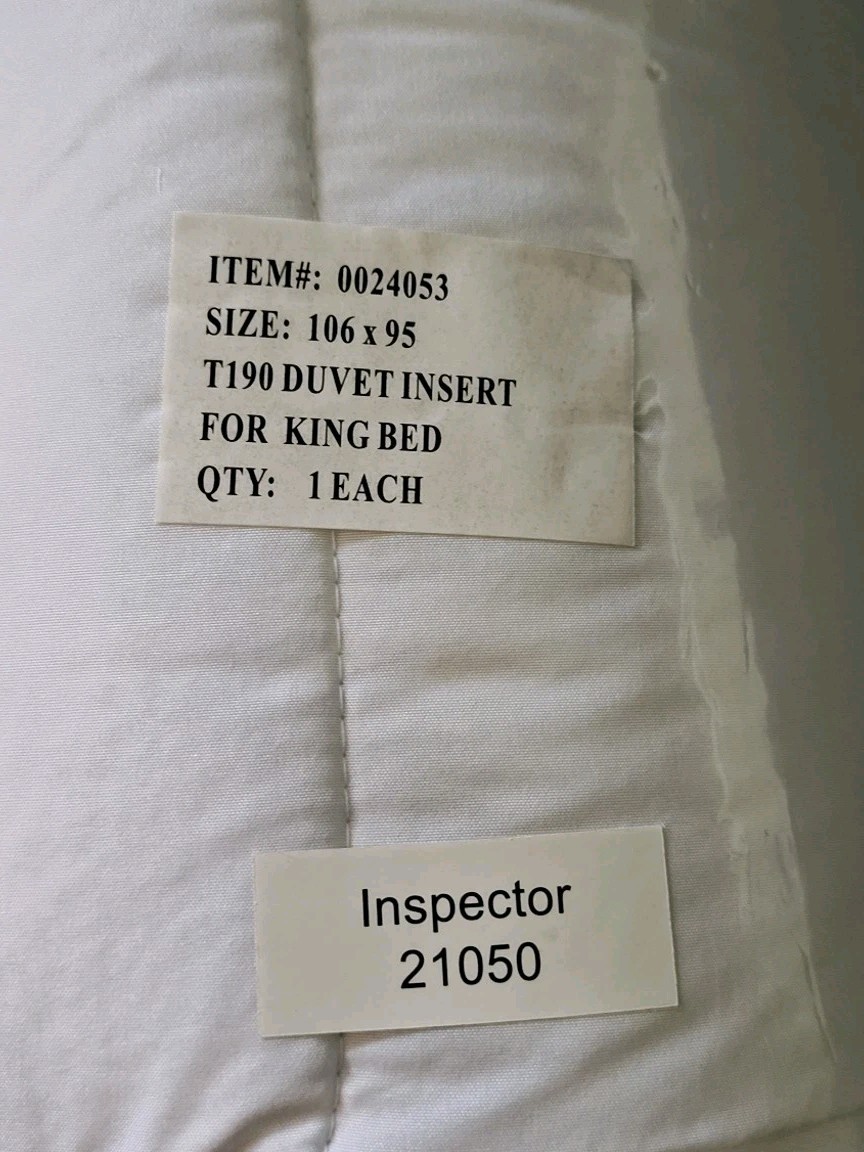 ITEM#: 0024053
SIZE: 106 x 95
T190 DUVET INSERT
FOR KING BED
QTY: 1 EACH
Inspector
21050